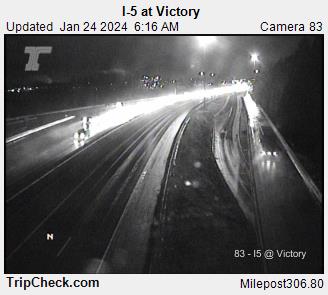 I-5 at Victory
Updated Jan 24 2024 6:16 AM Camera 83
T
N
83 - I5 @ Victory
TripCheck.com Milepost306.80